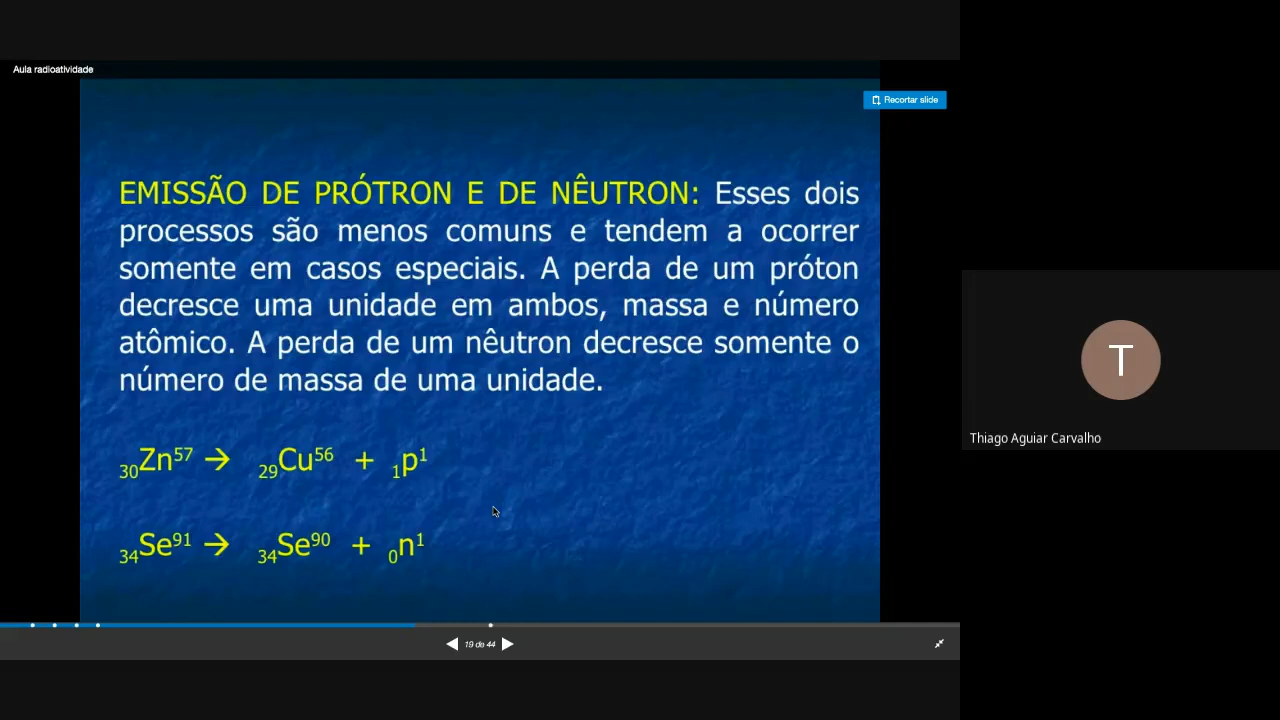 Aula radioatividade
Recortar slide
EMISSÃO DE PRÓTRON E DE NÊUTRON: Esses dois
processos são menos comuns e tendem a ocorrer
somente em casos especiais. A perda de um próton
decresce uma unidade em ambos, massa e número
atômico. A perda de um nêutron decresce somente o
número de massa de uma unidade.
₃₀Zn⁵⁷ → ₂₉Cu⁵⁶ + ₁p¹
₃₄Se⁹¹ → ₃₄Se⁹⁰ + ₀n¹
19 de 44
T
Thiago Aguiar Carvalho